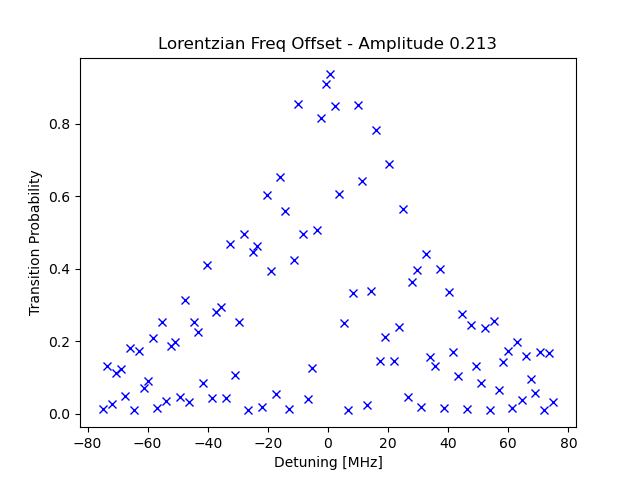 Lorentzian Freq Offset - Amplitude 0.213
Transition Probability
0.8
0.6
0.4
0.2
0.0
−80 −60 −40 −20 0 20 40 60 80
Detuning [MHz]